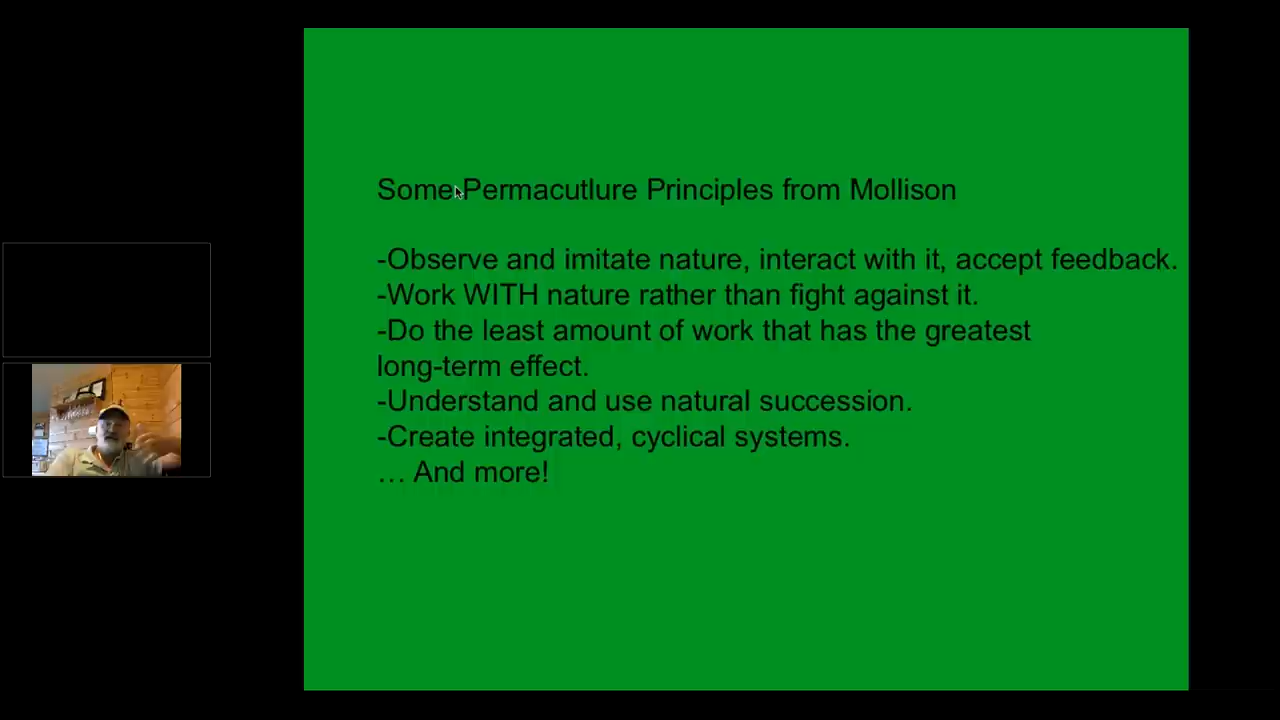 Some Permacutlure Principles from Mollison
-Observe and imitate nature, interact with it, accept feedback.
-Work WITH nature rather than fight against it.
-Do the least amount of work that has the greatest
long-term effect.
-Understand and use natural succession.
-Create integrated, cyclical systems.
… And more!